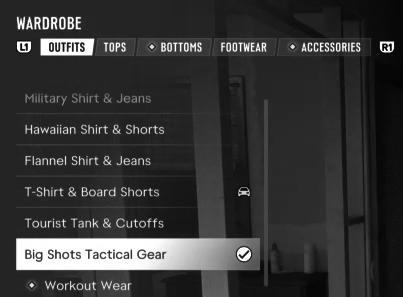 WARDROBE
L1 OUTFITS TOPS BOTTOMS FOOTWEAR ACCESSORIES R1
Military Shirt & Jeans
Hawaiian Shirt & Shorts
Flannel Shirt & Jeans
T-Shirt & Board Shorts
Tourist Tank & Cutoffs
Big Shots Tactical Gear
Workout Wear